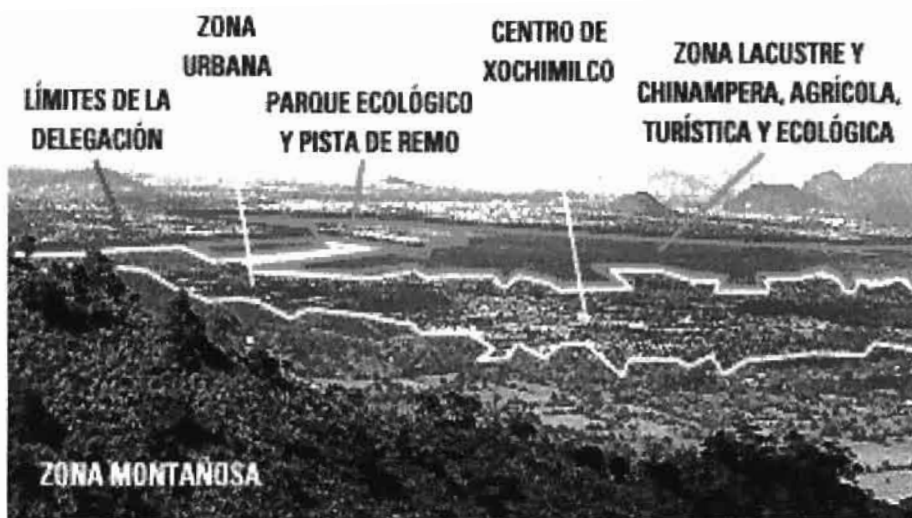 ZONA
URBANA
CENTRO DE
XOCHIMILCO
ZONA LACUSTRE Y
CHINAMPERA, AGRÍCOLA,
TURÍSTICA Y ECOLÓGICA
LÍMITES DE LA
DELEGACIÓN
PARQUE ECOLÓGICO
Y PISTA DE REMO
ZONA MONTAÑOSA